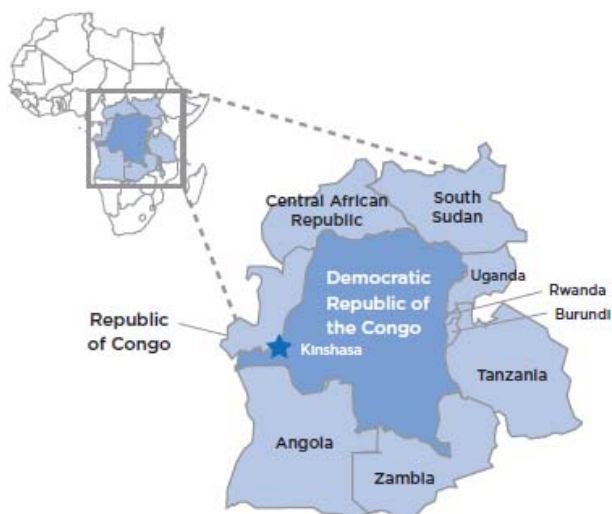 Central African
Republic
South
Sudan
Democratic
Republic of
the Congo
Uganda
Rwanda
Burundi
Republic
of Congo
Kinshasa
Tanzania
Angola
Zambia